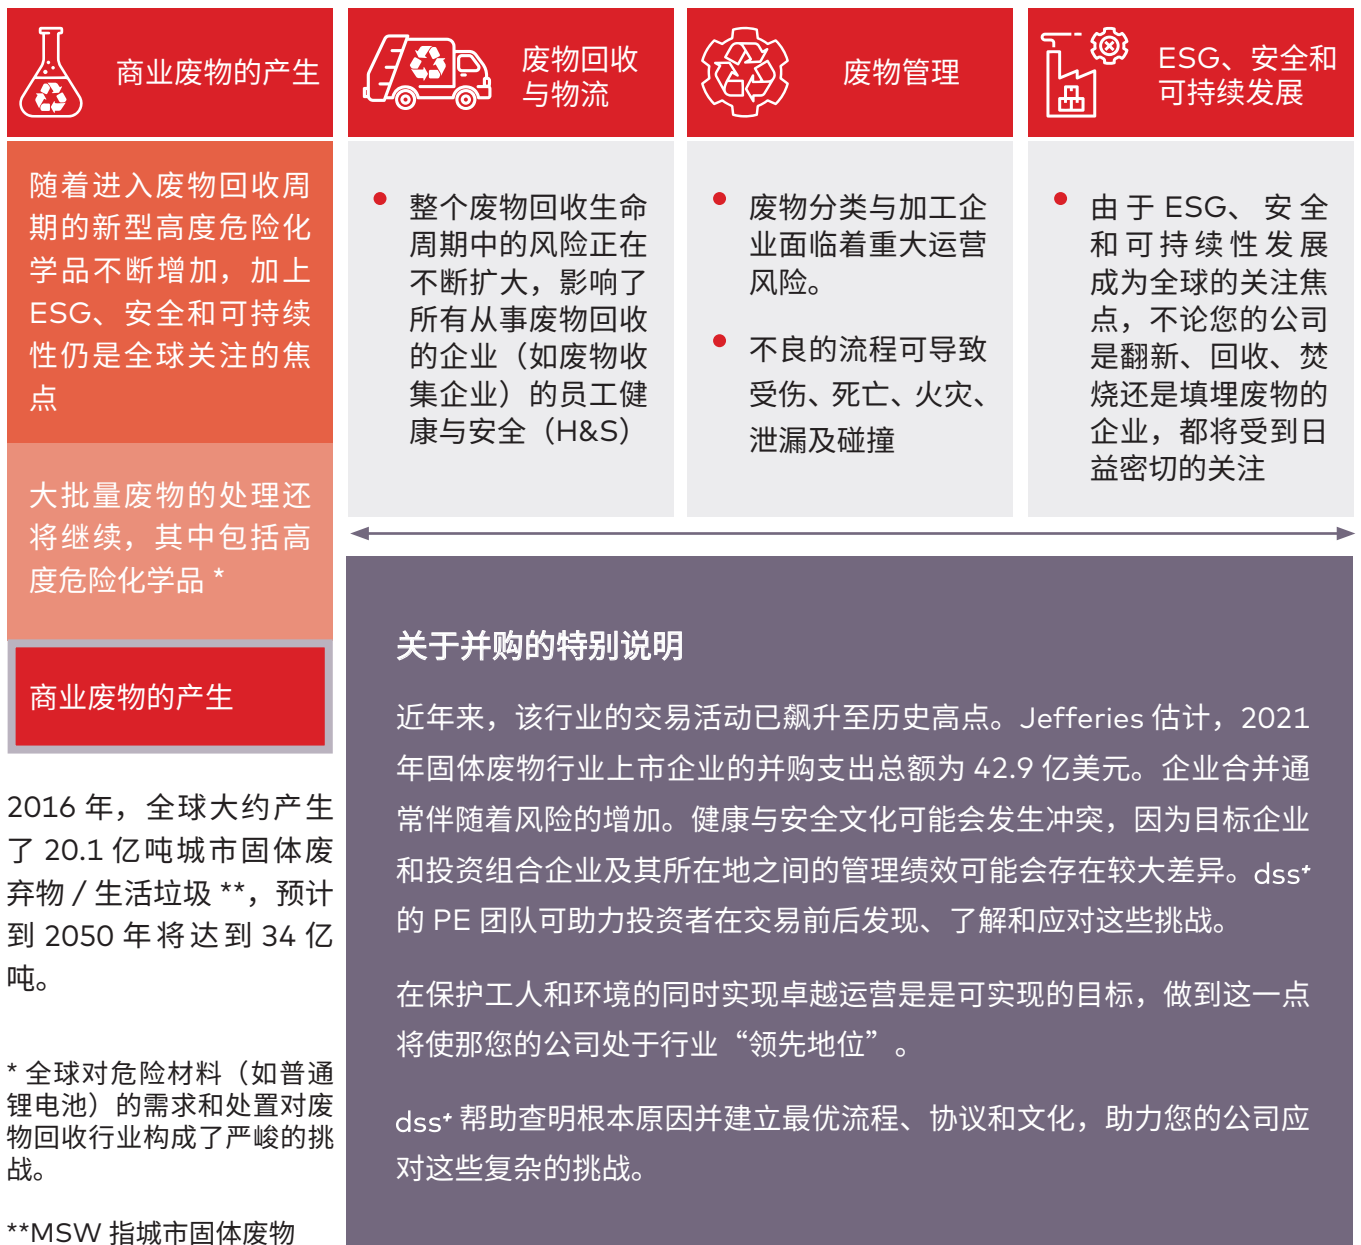 商业废物的产生
随着进入废物回收周
期的新型高度危险化
学品不断增加，加上
ESG、安全和可持续
性仍是全球关注的焦
点
大批量废物的处理还
将继续，其中包括高
度危险化学品 *
商业废物的产生
2016 年，全球大约产生
了 20.1 亿吨城市固体废
弃物 / 生活垃圾 **，预计
到 2050 年将达到 34 亿
吨。
* 全球对危险材料（如普通
锂电池）的需求和处置对废
物回收行业构成了严峻的挑
战。
**MSW 指城市固体废物
废物回收
与物流
• 整个废物回收生命
周期中的风险正在
不断扩大，影响了
所有从事废物回收
的企业（如废物收
集企业）的员工健
康与安全（H&S）
废物管理
• 废物分类与加工企
业面临着重大运营
风险。
• 不良的流程可导致
受伤、死亡、火灾、
泄漏及碰撞
ESG、安全和
可持续发展
• 由于 ESG、安全
和可持续性发展
成为全球的关注焦
点，不论您的公司
是翻新、回收、焚
烧还是填埋废物的
企业，都将受到日
益密切的关注
关于并购的特别说明
近年来，该行业的交易活动已飙升至历史高点。Jefferies 估计，2021
年固体废物行业上市企业的并购支出总额为 42.9 亿美元。企业合并通
常伴随着风险的增加。健康与安全文化可能会发生冲突，因为目标企业
和投资组合企业及其所在地之间的管理绩效可能会存在较大差异。dss⁺
的 PE 团队可助力投资者在交易前后发现、了解和应对这些挑战。
在保护工人和环境的同时实现卓越运营是是可实现的目标，做到这一点
将使那您的公司处于行业“领先地位”。
dss⁺ 帮助查明根本原因并建立最优流程、协议和文化，助力您的公司应
对这些复杂的挑战。